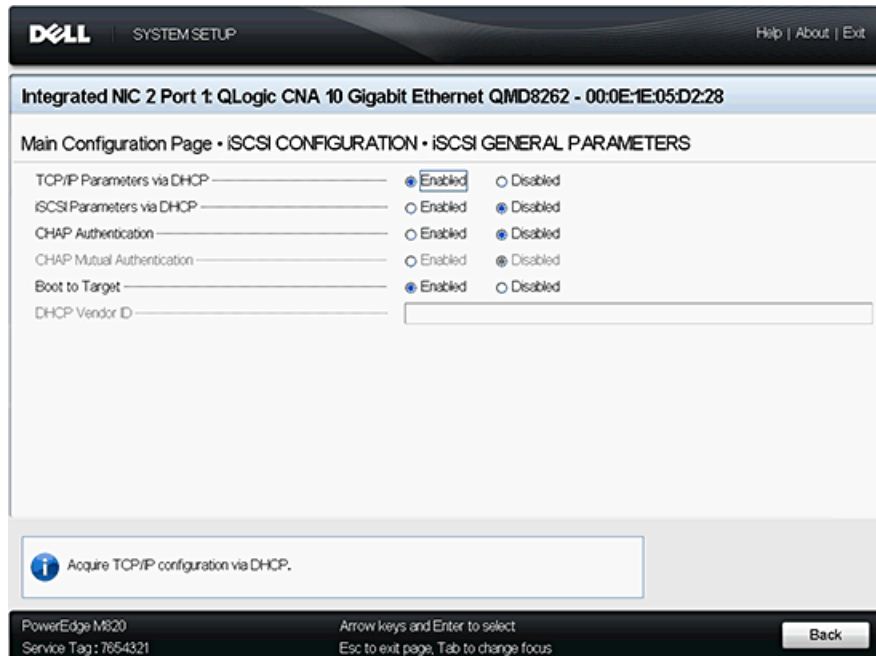 DELL SYSTEM SETUP Help | About | Exit
Integrated NIC 2 Port 1: QLogic CNA 10 Gigabit Ethernet QMD8262 - 00:0E:1E:05:D2:28
Main Configuration Page • iSCSI CONFIGURATION • iSCSI GENERAL PARAMETERS
TCP/IP Parameters via DHCP Enabled Disabled
iSCSI Parameters via DHCP Enabled Disabled
CHAP Authentication Enabled Disabled
CHAP Mutual Authentication Enabled Disabled
Boot to Target Enabled Disabled
DHCP Vendor ID
Acquire TCP/IP configuration via DHCP.
PowerEdge M820 Arrow keys and Enter to select
Service Tag : 7654321 Esc to exit page, Tab to change focus
Back